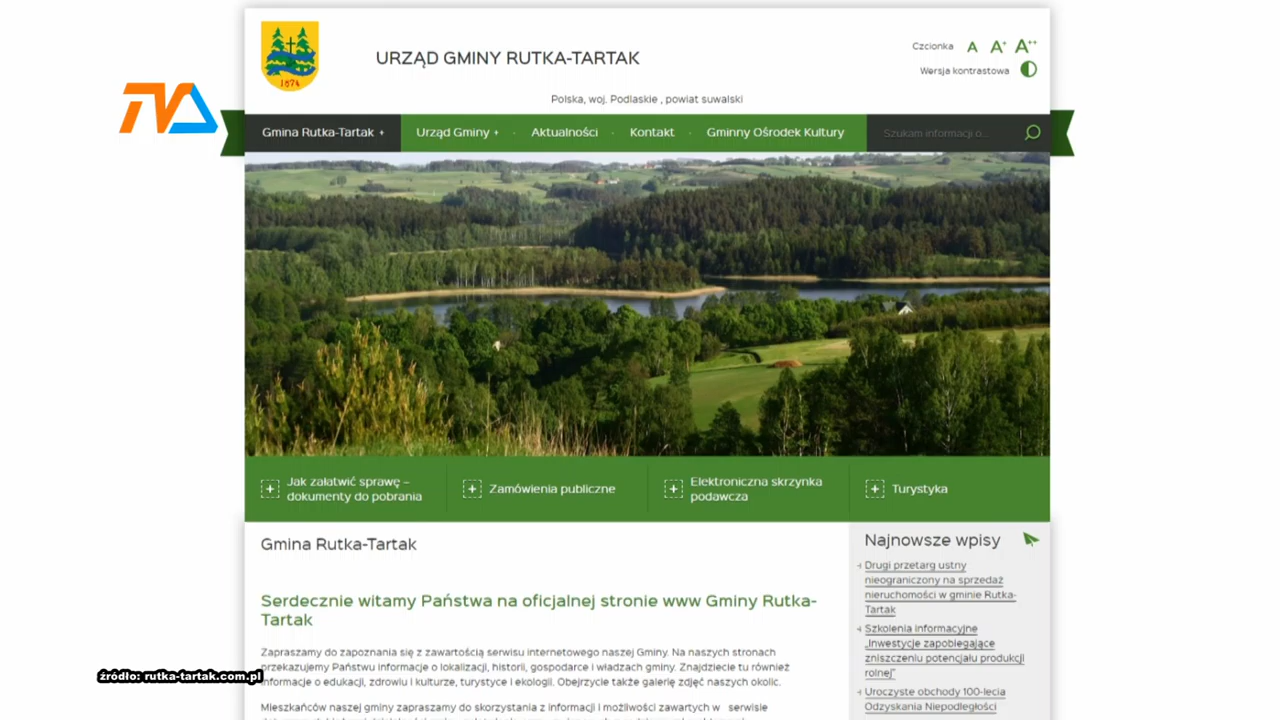 1674
URZĄD GMINY RUTKA-TARTAK
Czcionka A A+ A++
Wersja kontrastowa
Polska, woj. Podlaskie , powiat suwalski
TVA
Gmina Rutka-Tartak + Urząd Gminy + Aktualności Kontakt Gminny Ośrodek Kultury Szukam informacji o...
Jak załatwić sprawę –
dokumenty do pobrania
Zamówienia publiczne
Elektroniczna skrzynka
podawcza
Turystyka
Gmina Rutka-Tartak
Serdecznie witamy Państwa na oficjalnej stronie www Gminy Rutka-
Tartak
Zapraszamy do zapoznania się z zawartością serwisu internetowego naszej Gminy. Na naszych stronach
przekazujemy Państwu informacje o lokalizacji, historii, gospodarce i władzach gminy. Znajdziecie tu również
informacje o edukacji, zdrowiu i kulturze, turystyce i ekologii. Obejrzycie także galerię zdjęć naszych okolic.
Mieszkańców naszej gminy zapraszamy do skorzystania z informacji i możliwości zawartych w serwisie
Najnowsze wpisy
Drugi przetarg ustny
nieograniczony na sprzedaż
nieruchomości w gminie Rutka-
Tartak
Szkolenia informacyjne
„Inwestycje zapobiegające
zniszczeniu potencjału produkcji
rolnej”
Uroczyste obchody 100-lecia
Odzyskania Niepodległości
źródło: rutka-tartak.com.pl